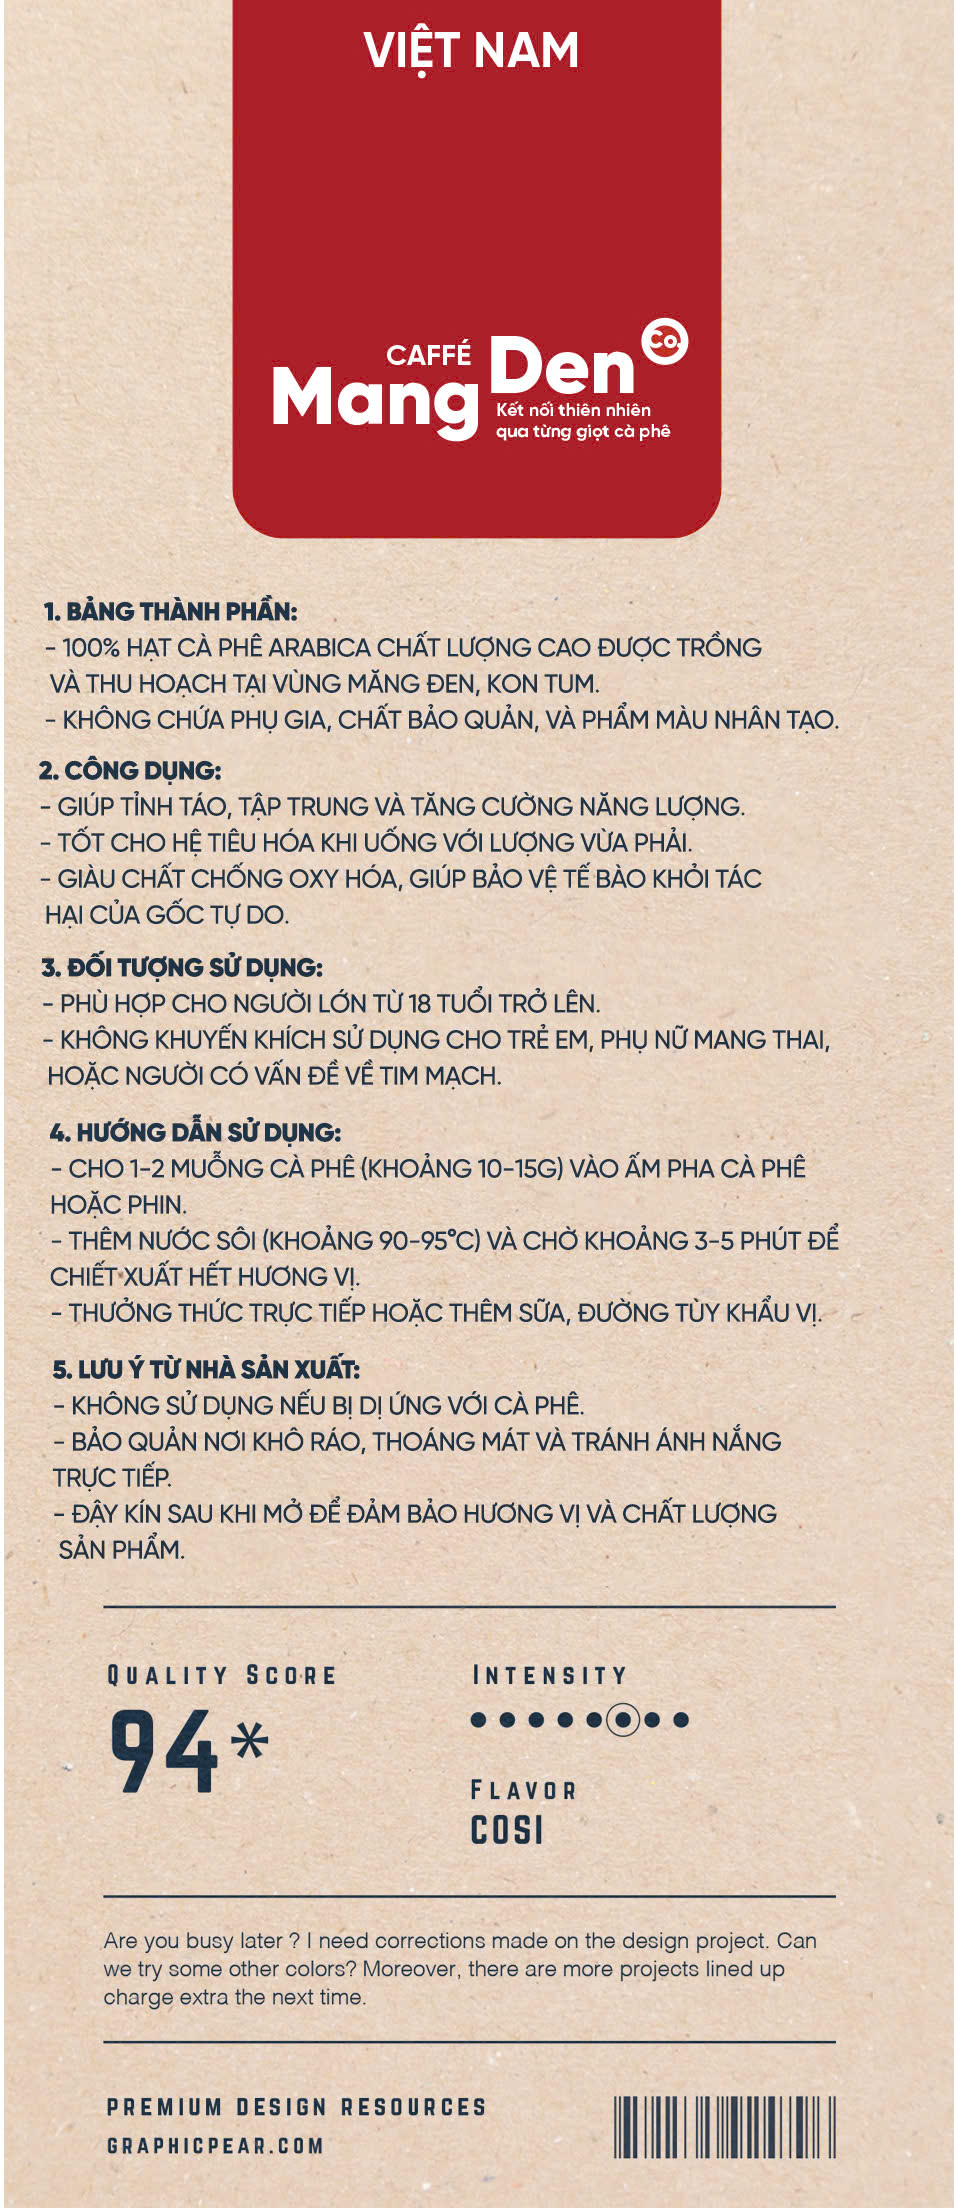 VIỆT NAM
CAFFÉ
Mang Den Co.
Kết nối thiên nhiên
qua từng giọt cà phê
1. BẢNG THÀNH PHẦN:
- 100% HẠT CÀ PHÊ ARABICA CHẤT LƯỢNG CAO ĐƯỢC TRỒNG
VÀ THU HOẠCH TẠI VÙNG MĂNG ĐEN, KON TUM.
- KHÔNG CHỨA PHỤ GIA, CHẤT BẢO QUẢN, VÀ PHẨM MÀU NHÂN TẠO.
2. CÔNG DỤNG:
- GIÚP TỈNH TÁO, TẬP TRUNG VÀ TĂNG CƯỜNG NĂNG LƯỢNG.
- TỐT CHO HỆ TIÊU HÓA KHI UỐNG VỚI LƯỢNG VỪA PHẢI.
- GIÀU CHẤT CHỐNG OXY HÓA, GIÚP BẢO VỆ TẾ BÀO KHỎI TÁC
HẠI CỦA GỐC TỰ DO.
3. ĐỐI TƯỢNG SỬ DỤNG:
- PHÙ HỢP CHO NGƯỜI LỚN TỪ 18 TUỔI TRỞ LÊN.
- KHÔNG KHUYẾN KHÍCH SỬ DỤNG CHO TRẺ EM, PHỤ NỮ MANG THAI,
HOẶC NGƯỜI CÓ VẤN ĐỀ VỀ TIM MẠCH.
4. HƯỚNG DẪN SỬ DỤNG:
- CHO 1-2 MUỖNG CÀ PHÊ (KHOẢNG 10-15G) VÀO ẤM PHA CÀ PHÊ
HOẶC PHIN.
- THÊM NƯỚC SÔI (KHOẢNG 90-95°C) VÀ CHỜ KHOẢNG 3-5 PHÚT ĐỂ
CHIẾT XUẤT HẾT HƯƠNG VỊ.
- THƯỞNG THỨC TRỰC TIẾP HOẶC THÊM SỮA, ĐƯỜNG TÙY KHẨU VỊ.
5. LƯU Ý TỪ NHÀ SẢN XUẤT:
- KHÔNG SỬ DỤNG NẾU BỊ DỊ ỨNG VỚI CÀ PHÊ.
- BẢO QUẢN NƠI KHÔ RÁO, THOÁNG MÁT VÀ TRÁNH ÁNH NẮNG
TRỰC TIẾP.
- ĐẬY KÍN SAU KHI MỞ ĐỂ ĐẢM BẢO HƯƠNG VỊ VÀ CHẤT LƯỢNG
SẢN PHẨM.
QUALITY SCORE
94*
INTENSITY
FLAVOR
COSI
Are you busy later ? I need corrections made on the design project. Can
we try some other colors? Moreover, there are more projects lined up
charge extra the next time.
PREMIUM DESIGN RESOURCES
GRAPHICPEAR.COM